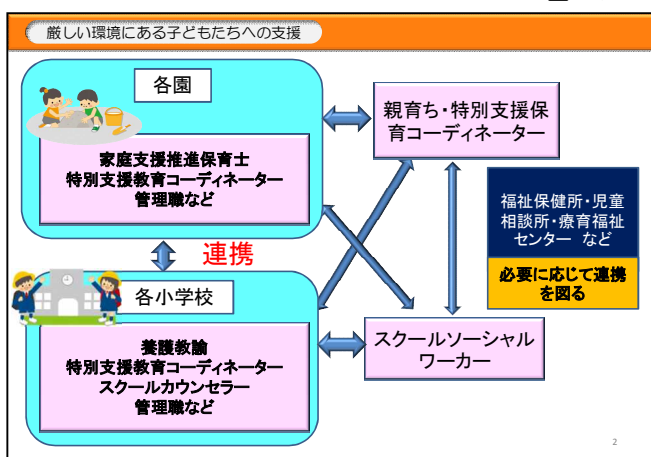 厳しい環境にある子どもたちへの支援
各園
家庭支援推進保育士
特別支援教育コーディネーター
管理職など
連携
各小学校
養護教諭
特別支援教育コーディネーター
スクールカウンセラー
管理職など
親育ち・特別支援保
育コーディネーター
スクールソーシャル
ワーカー
福祉保健所・児童
相談所・療育福祉
センター など
必要に応じて連携
を図る
2